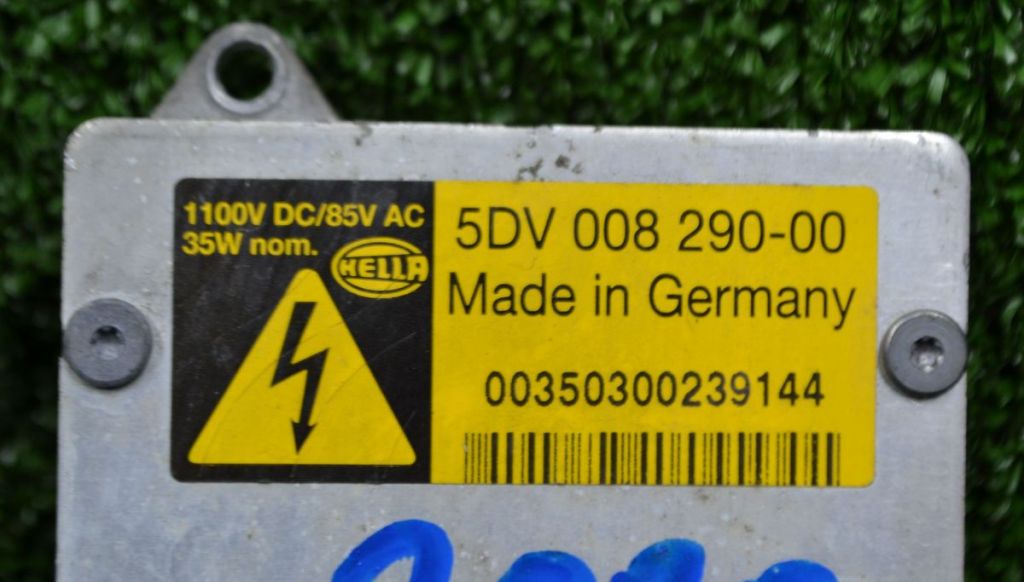 1100V DC/85V AC
35W nom.
HELLA
5DV 008 290-00
Made in Germany
00350300239144